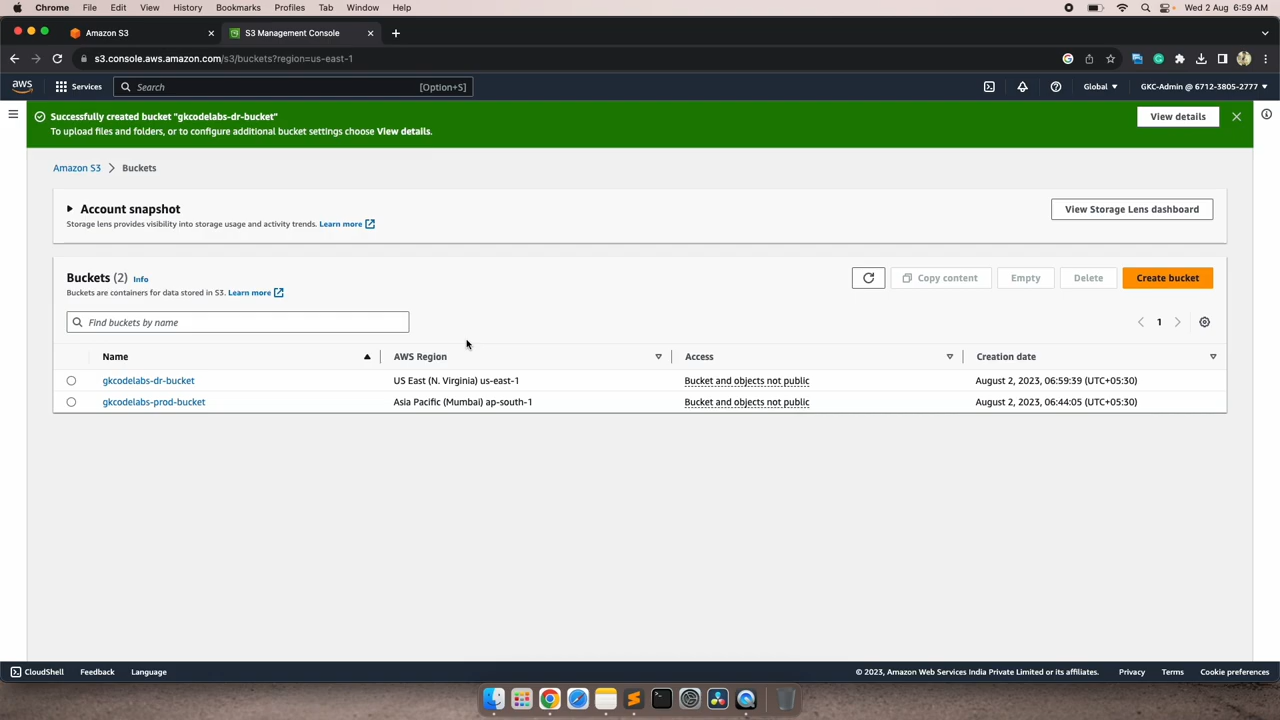 Chrome File Edit View History Bookmarks Profiles Tab Window Help Wed 2 Aug 6:59 AM
Amazon S3 S3 Management Console
s3.console.aws.amazon.com/s3/buckets?region=us-east-1
aws Services Search [Option+S] Global GKC-Admin @ 6712-3805-2777
Successfully created bucket "gkcodelabs-dr-bucket"
To upload files and folders, or to configure additional bucket settings choose View details.
View details
Amazon S3 Buckets
Account snapshot
Storage lens provides visibility into storage usage and activity trends. Learn more
View Storage Lens dashboard
Buckets (2) Info
Buckets are containers for data stored in S3. Learn more
Copy content Empty Delete Create bucket
Find buckets by name 1
Name AWS Region Access Creation date
gkcodelabs-dr-bucket US East (N. Virginia) us-east-1 Bucket and objects not public August 2, 2023, 06:59:39 (UTC+05:30)
gkcodelabs-prod-bucket Asia Pacific (Mumbai) ap-south-1 Bucket and objects not public August 2, 2023, 06:44:05 (UTC+05:30)
CloudShell Feedback Language © 2023, Amazon Web Services India Private Limited or its affiliates. Privacy Terms Cookie preferences